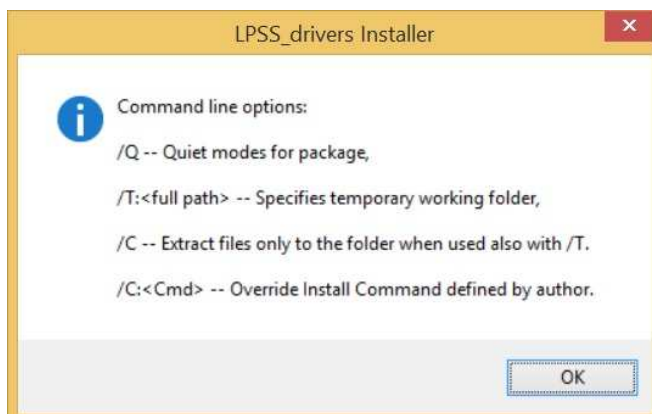 LPSS_drivers Installer
Command line options:
/Q -- Quiet modes for package,
/T:<full path> -- Specifies temporary working folder,
/C -- Extract files only to the folder when used also with /T.
/C:<Cmd> -- Override Install Command defined by author.
OK